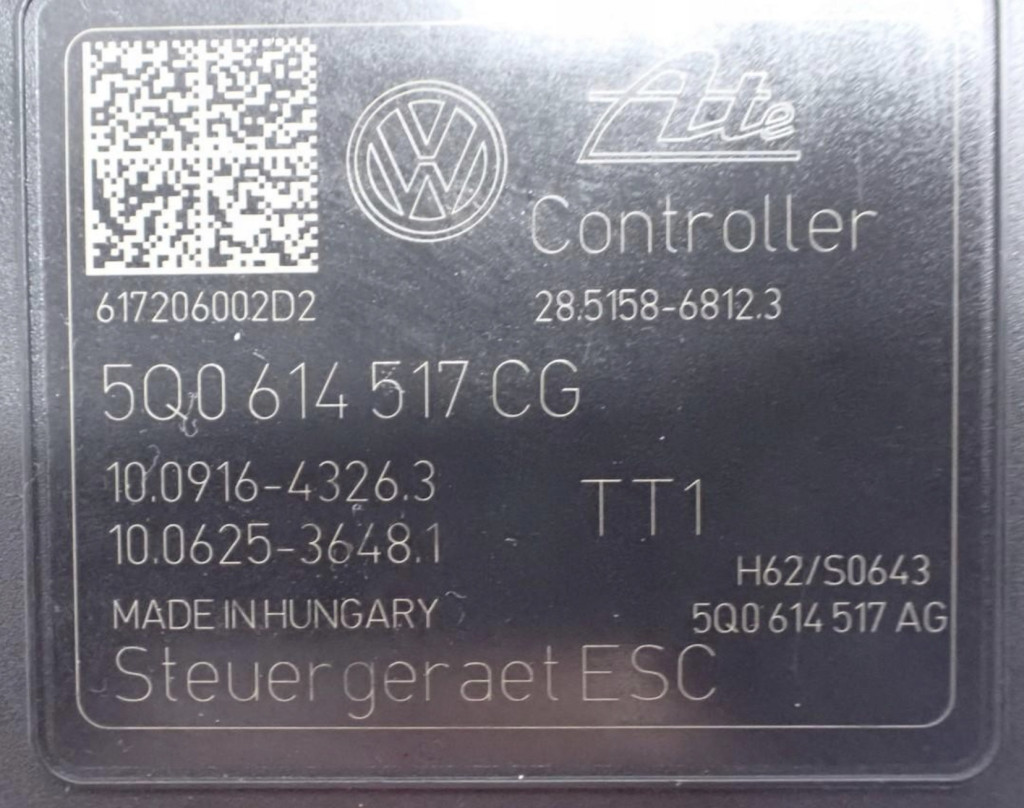 Ate
Controller
617206002D2
28.5158-6812.3
5Q0 614 517 CG
10.0916-4326.3
TT1
10.0625-3648.1
H62/S0643
MADE IN HUNGARY
5Q0 614 517 AG
Steuergeraet ESC